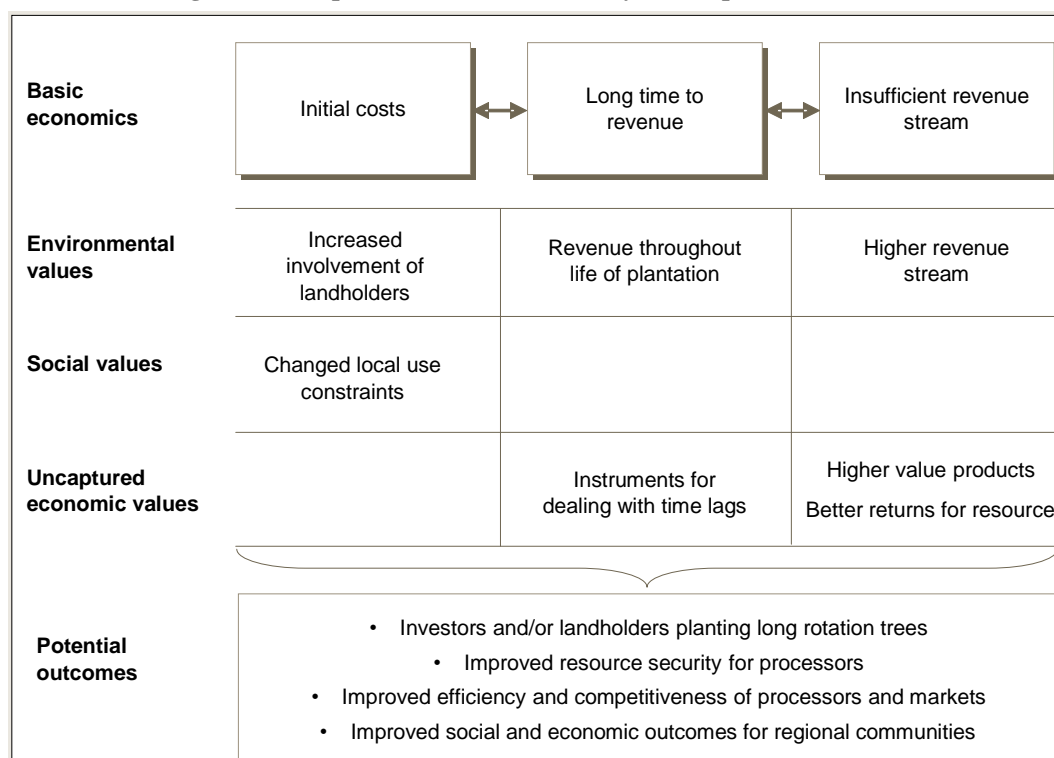 Basic
economics
Initial costs
Long time to
revenue
Insufficient revenue
stream
Environmental
values
Increased
involvement of
landholders
Revenue throughout
life of plantation
Higher revenue
stream
Social values
Changed local use
constraints
Uncaptured
economic values
Instruments for
dealing with time lags
Higher value products
Better returns for resource
Potential
outcomes
• Investors and/or landholders planting long rotation trees
• Improved resource security for processors
• Improved efficiency and competitiveness of processors and markets
• Improved social and economic outcomes for regional communities